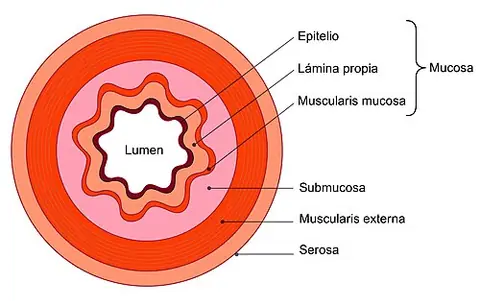 Epitelio
Lámina propia
Mucosa
Muscularis mucosa
Lumen
Submucosa
Muscularis externa
Serosa